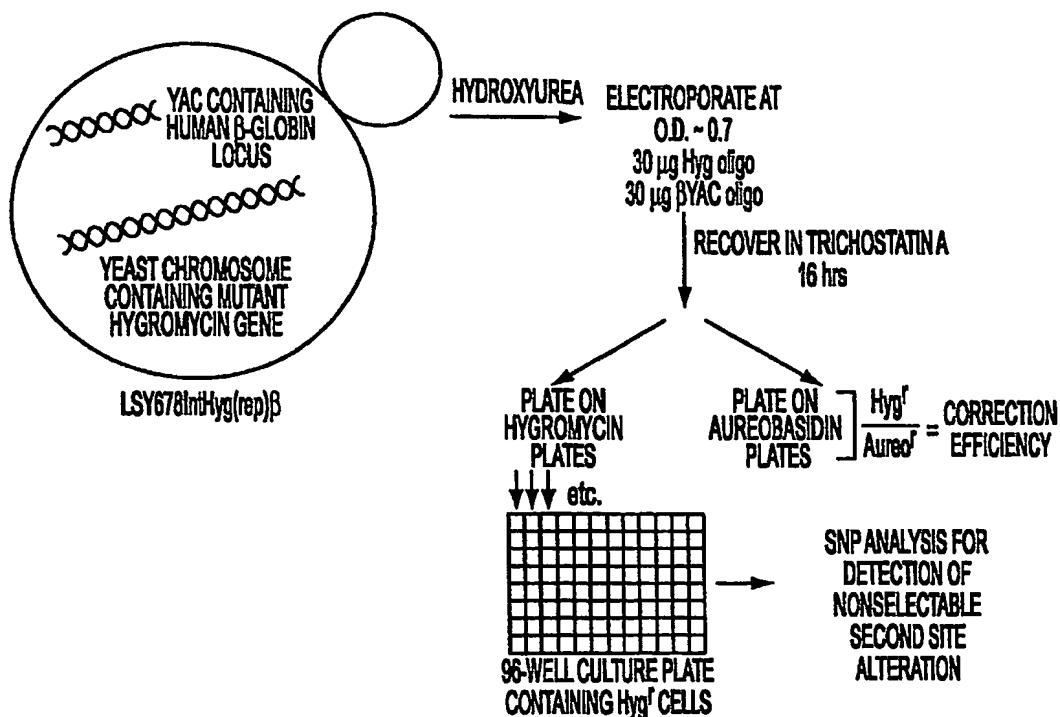 YAC CONTAINING
HUMAN β-GLOBIN
LOCUS
YEAST CHROMOSOME
CONTAINING MUTANT
HYGROMYCIN GENE
LSY678IntHyg(rep)β
HYDROXYUREA
ELECTROPORATE AT
O.D. ~ 0.7
30 µg Hyg oligo
30 µg βYAC oligo
RECOVER IN TRICHOSTATIN A
16 hrs
PLATE ON
HYGROMYCIN
PLATES
PLATE ON
AUREOBASIDIN
PLATES
Hygʳ
Aureoʳ
= CORRECTION
EFFICIENCY
etc.
96-WELL CULTURE PLATE
CONTAINING Hygʳ CELLS
SNP ANALYSIS FOR
DETECTION OF
NONSELECTABLE
SECOND SITE
ALTERATION